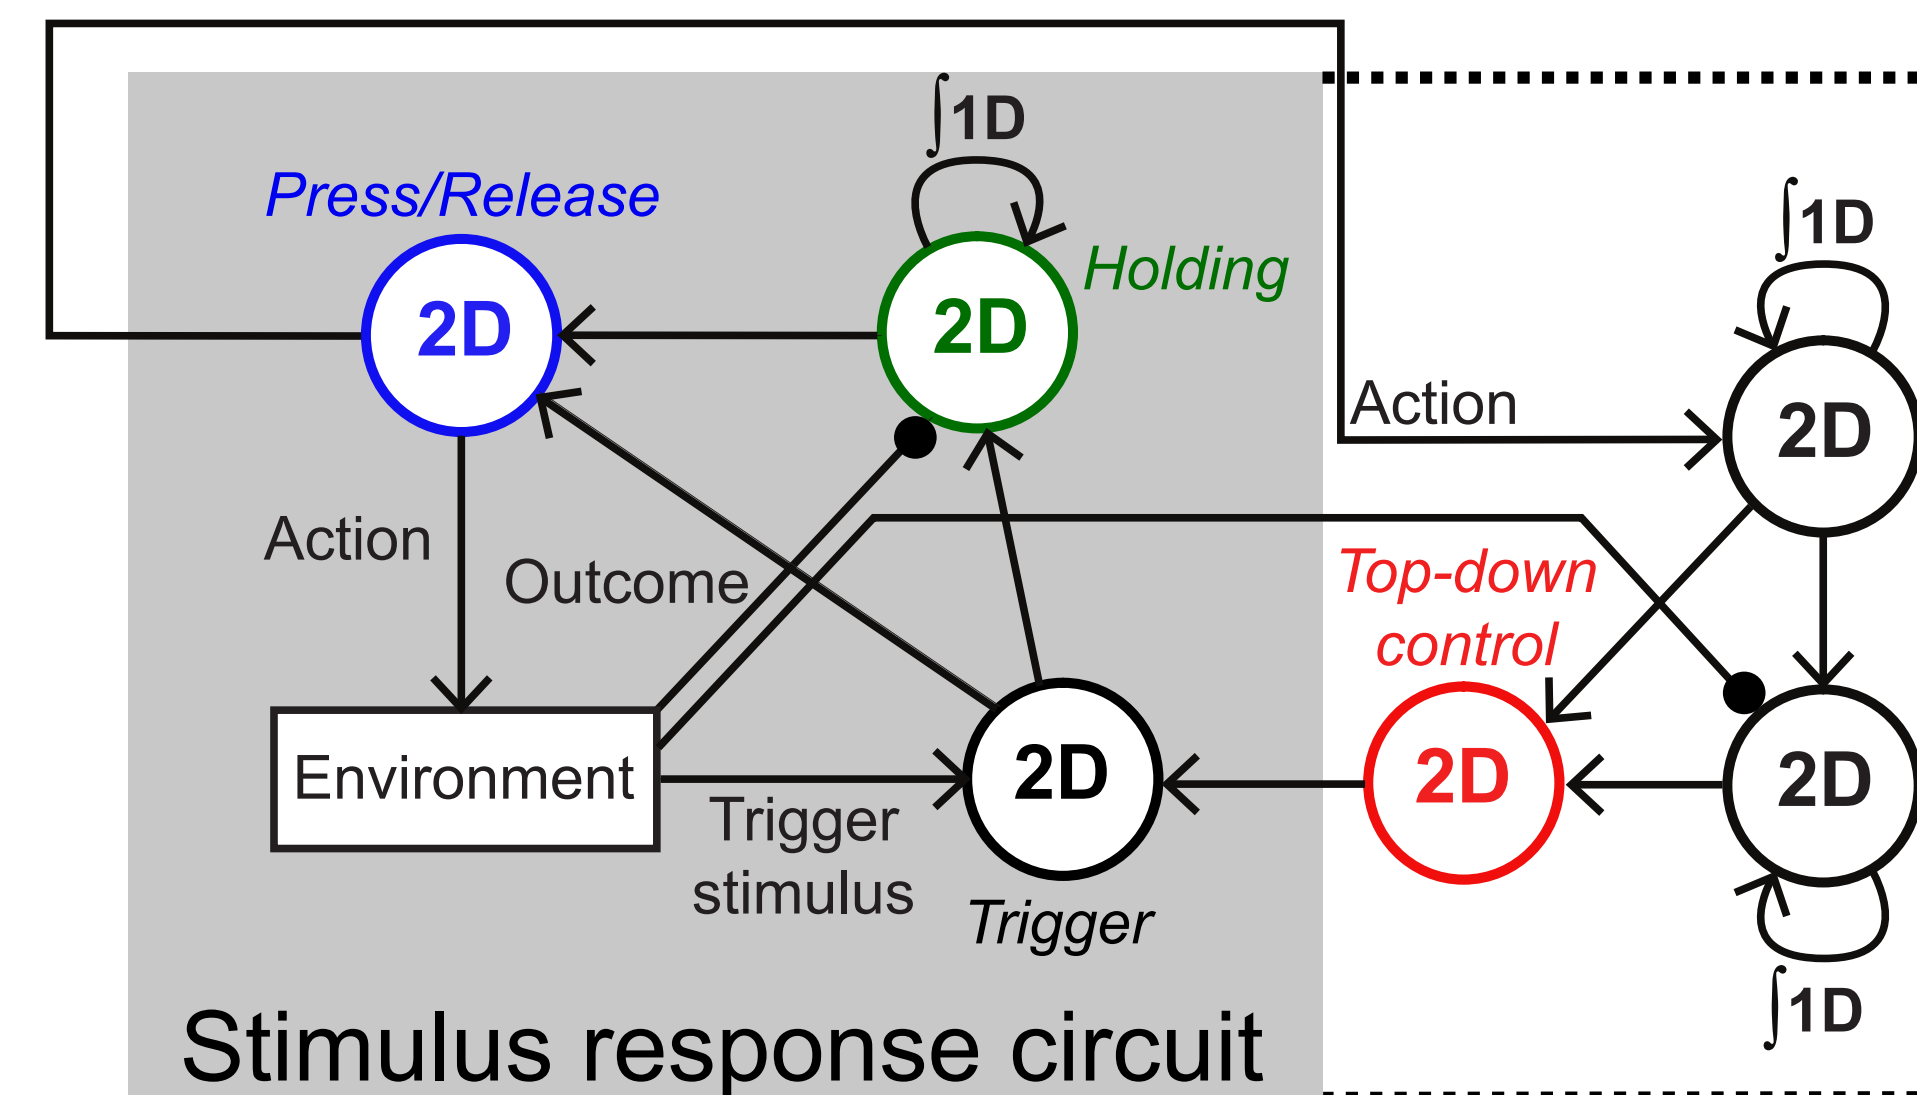 ∫1D
Press/Release
∫1D
Holding
2D
2D
Action
2D
Action
Outcome
Top-down
control
Environment
2D
2D
2D
Trigger
stimulus
Trigger
∫1D
Stimulus response circuit